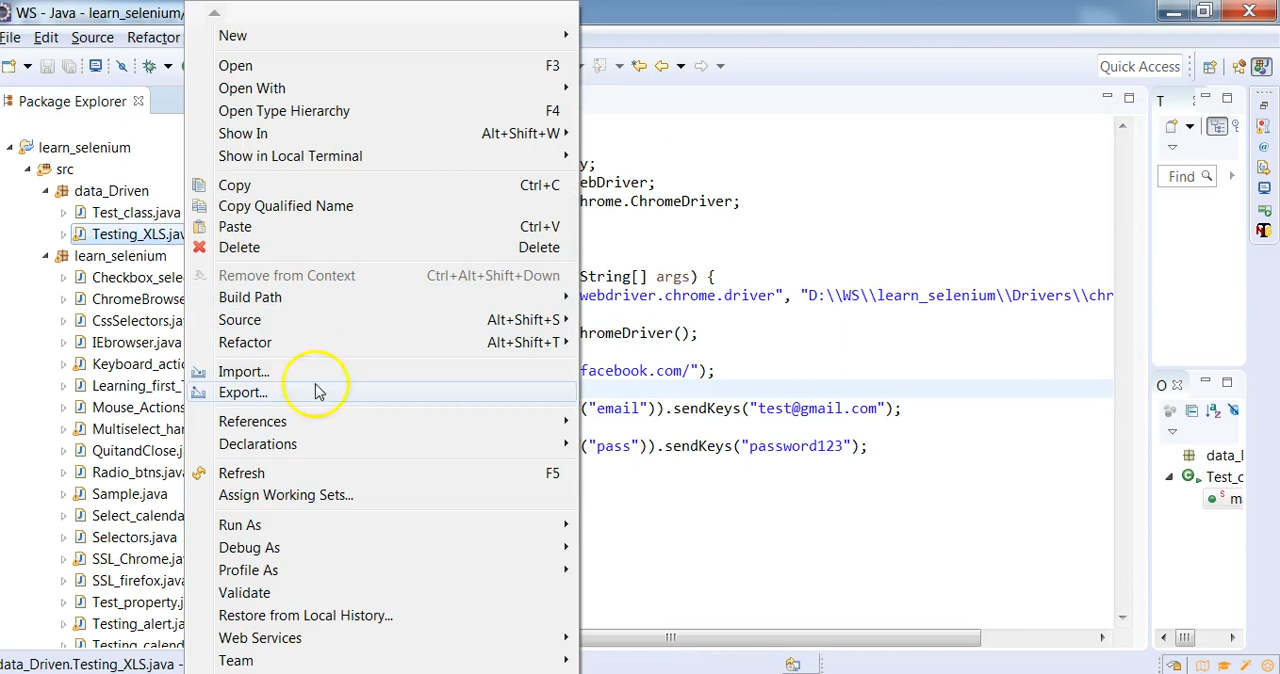 WS - Java - learn_selenium/
File Edit Source Refactor
Quick Access
Package Explorer
learn_selenium
src
data_Driven
Test_class.java
Testing_XLS.jav
learn_selenium
Checkbox_sele
ChromeBrowse
CssSelectors.ja
IEbrowser.java
Keyboard_actio
Learning_first_T
Mouse_Actions
Multiselect_han
QuitandClose.j
Radio_btns.java
Sample.java
Select_calenda
Selectors.java
SSL_Chrome.ja
SSL_firefox.java
Test_property.j
Testing_alert.ja
Testing_calend
data_Driven.Testing_XLS.java -
New
Open F3
Open With
Open Type Hierarchy F4
Show In Alt+Shift+W
Show in Local Terminal
Copy Ctrl+C
Copy Qualified Name
Paste Ctrl+V
Delete Delete
Remove from Context Ctrl+Alt+Shift+Down
Build Path
Source Alt+Shift+S
Refactor Alt+Shift+T
Import...
Export...
References
Declarations
Refresh F5
Assign Working Sets...
Run As
Debug As
Profile As
Validate
Restore from Local History...
Web Services
Team
y;
ebDriver;
hrome.ChromeDriver;
String[] args) {
webdriver.chrome.driver", "D:\\WS\\learn_selenium\\Drivers\\chr
hromeDriver();
facebook.com/");
("email")).sendKeys("test@gmail.com");
("pass")).sendKeys("password123");
T
Find
O
data_l
Test_c
S m